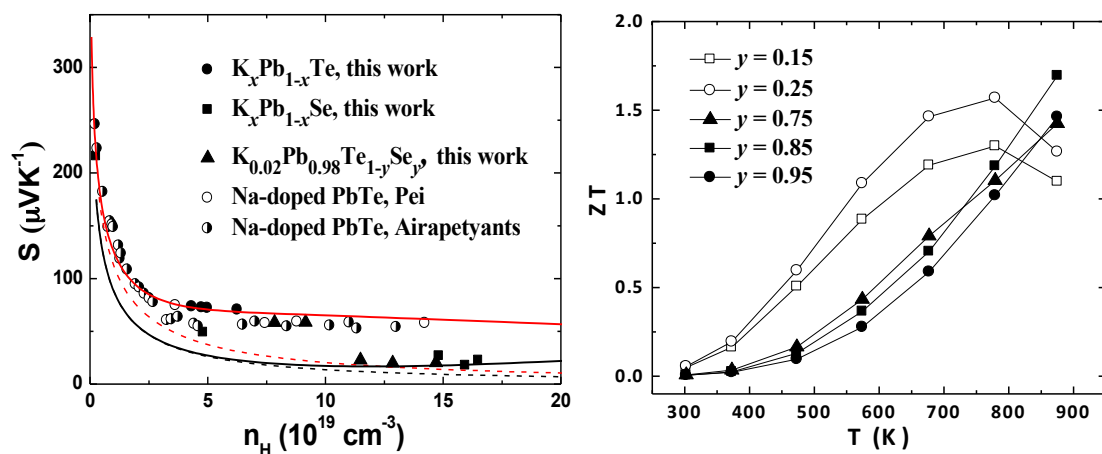 300
200
100
0
S (μVK⁻¹)
KₓPb₁₋ₓTe, this work
KₓPb₁₋ₓSe, this work
K₀.₀₂Pb₀.₉₈Te₁₋ᵧSeᵧ, this work
Na-doped PbTe, Pei
Na-doped PbTe, Airapetyants
0 5 10 15 20
n_H (10¹⁹ cm⁻³)
2.0
1.5
1.0
0.5
0.0
ZT
y = 0.15
y = 0.25
y = 0.75
y = 0.85
y = 0.95
300 400 500 600 700 800 900
T (K)